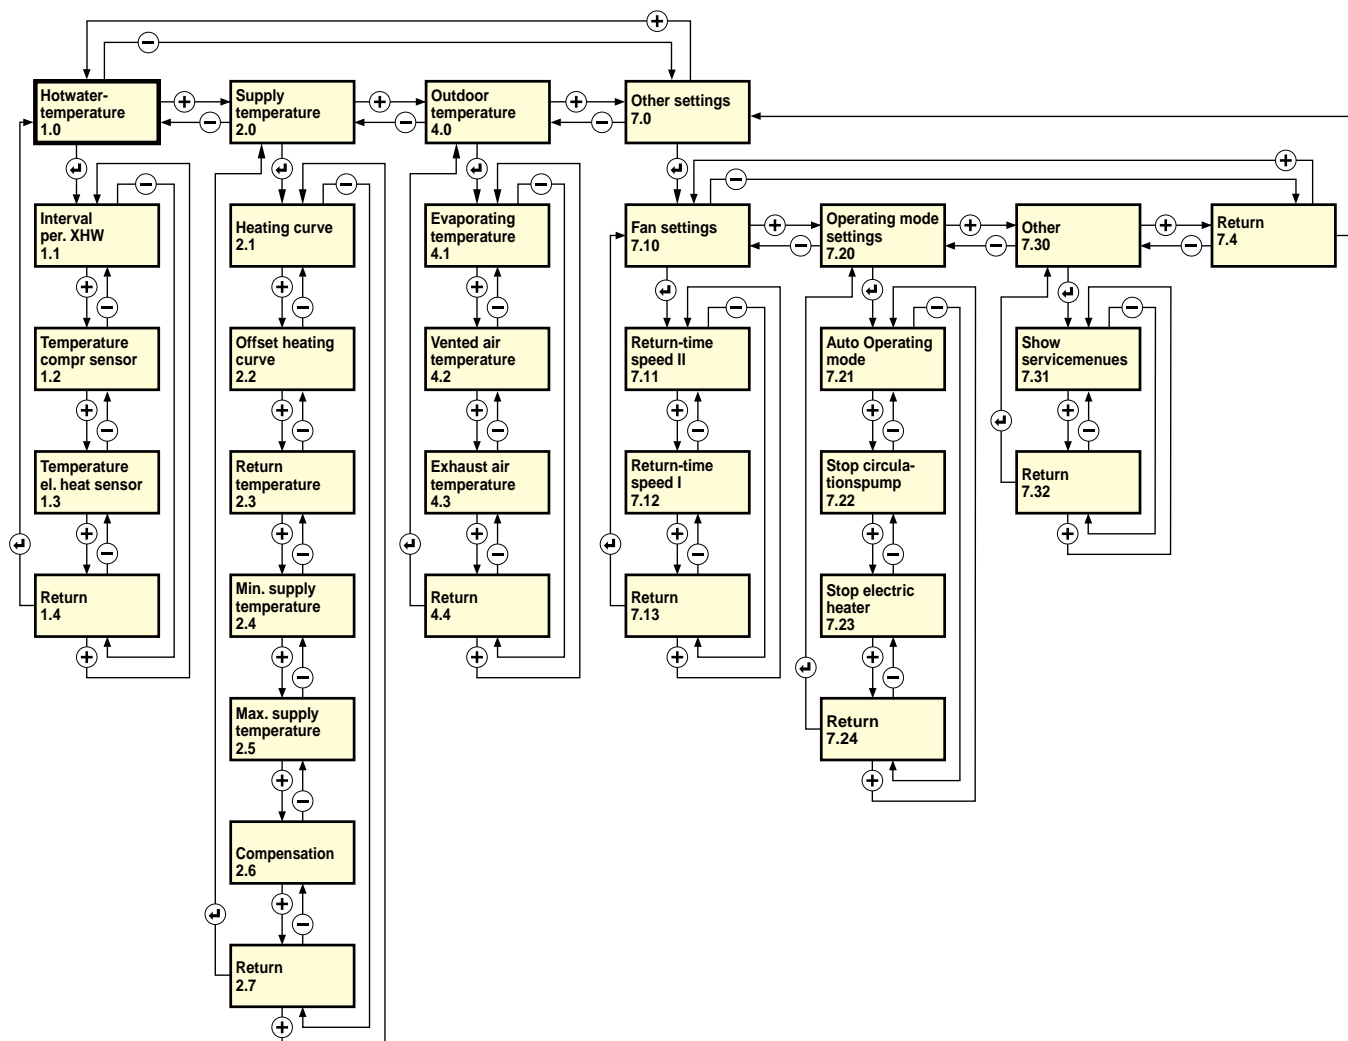 Hotwater-
temperature
1.0
Supply
temperature
2.0
Outdoor
temperature
4.0
Other settings
7.0
Interval
per. XHW
1.1
Heating curve
2.1
Evaporating
temperature
4.1
Fan settings
7.10
Operating mode
settings
7.20
Other
7.30
Return
7.4
Temperature
compr sensor
1.2
Offset heating
curve
2.2
Vented air
temperature
4.2
Return-time
speed II
7.11
Auto Operating
mode
7.21
Show
servicemenues
7.31
Temperature
el. heat sensor
1.3
Return
temperature
2.3
Exhaust air
temperature
4.3
Return-time
speed I
7.12
Stop circula-
tionspump
7.22
Return
7.32
Return
1.4
Min. supply
temperature
2.4
Return
4.4
Return
7.13
Stop electric
heater
7.23
Max. supply
temperature
2.5
Return
7.24
Compensation
2.6
Return
2.7